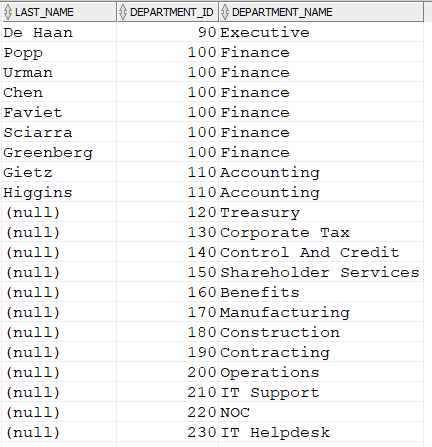 LAST_NAME DEPARTMENT_ID DEPARTMENT_NAME
De Haan 90 Executive
Popp 100 Finance
Urman 100 Finance
Chen 100 Finance
Faviet 100 Finance
Sciarra 100 Finance
Greenberg 100 Finance
Gietz 110 Accounting
Higgins 110 Accounting
(null) 120 Treasury
(null) 130 Corporate Tax
(null) 140 Control And Credit
(null) 150 Shareholder Services
(null) 160 Benefits
(null) 170 Manufacturing
(null) 180 Construction
(null) 190 Contracting
(null) 200 Operations
(null) 210 IT Support
(null) 220 NOC
(null) 230 IT Helpdesk